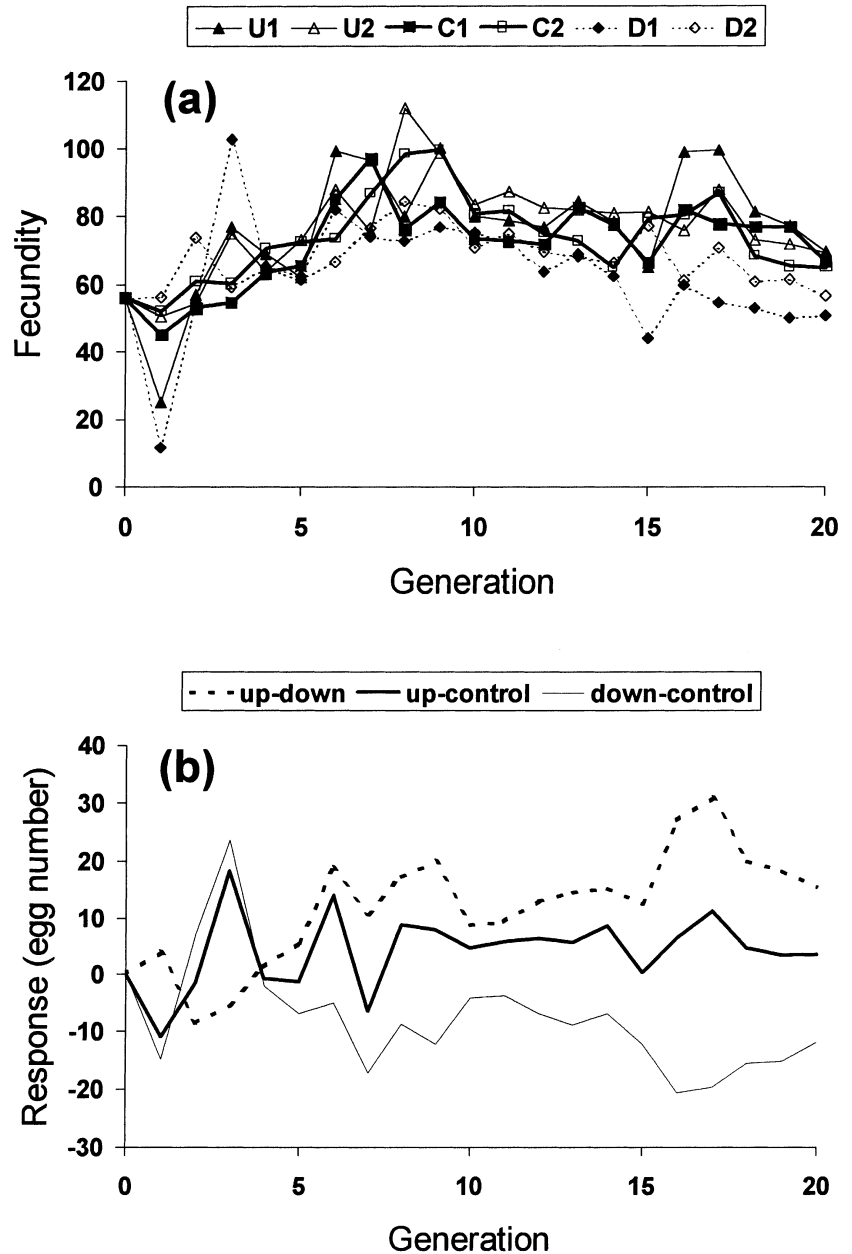 U1 U2 C1 C2 D1 D2
(a)
120
100
80
60
40
20
0
Fecundity
0 5 10 15 20
Generation
up-down up-control down-control
(b)
40
30
20
10
0
-10
-20
-30
Response (egg number)
0 5 10 15 20
Generation